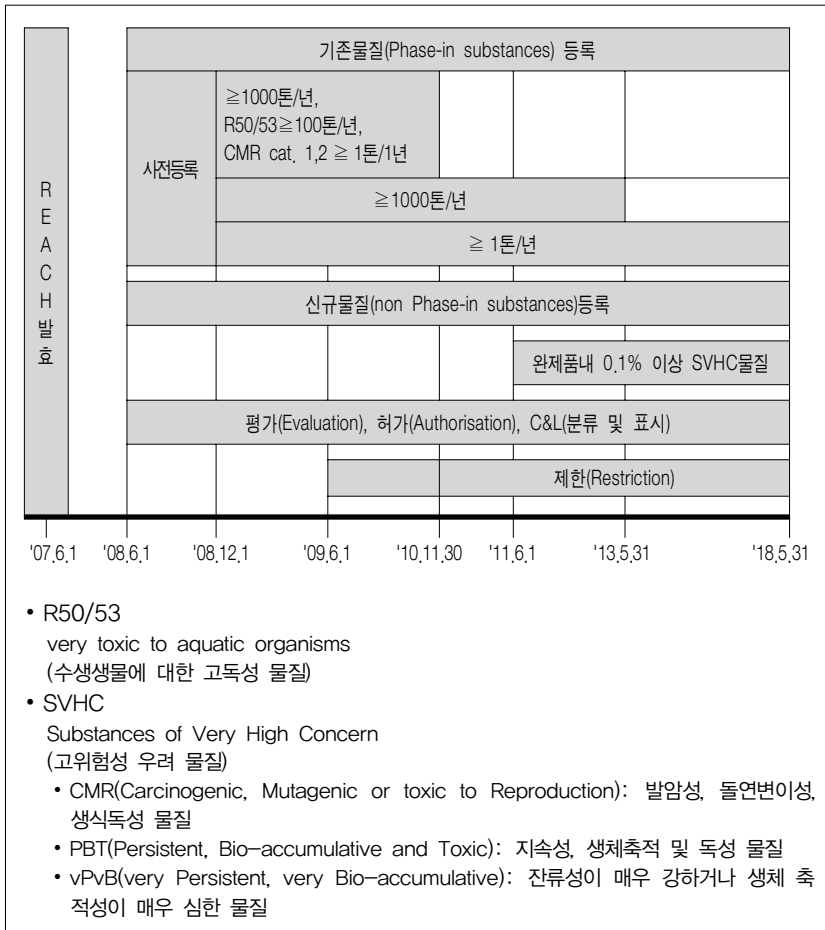 기존물질(Phase-in substances) 등록
≧1000톤/년,
R50/53≧100톤/년,
CMR cat. 1,2 ≧ 1톤/1년
사전등록
≧1000톤/년
≧ 1톤/년
R
E
A
C
H
발
효
신규물질(non Phase-in substances)등록
완제품내 0.1% 이상 SVHC물질
평가(Evaluation), 허가(Authorisation), C&L(분류 및 표시)
제한(Restriction)
'07.6.1 '08.6.1 '08.12.1 '09.6.1 '10.11.30 '11.6.1 '13.5.31 '18.5.31
• R50/53
very toxic to aquatic organisms
(수생생물에 대한 고독성 물질)
• SVHC
Substances of Very High Concern
(고위험성 우려 물질)
• CMR(Carcinogenic, Mutagenic or toxic to Reproduction): 발암성, 돌연변이성,
생식독성 물질
• PBT(Persistent, Bio-accumulative and Toxic): 지속성, 생체축적 및 독성 물질
• vPvB(very Persistent, very Bio-accumulative): 잔류성이 매우 강하거나 생체 축
적성이 매우 심한 물질